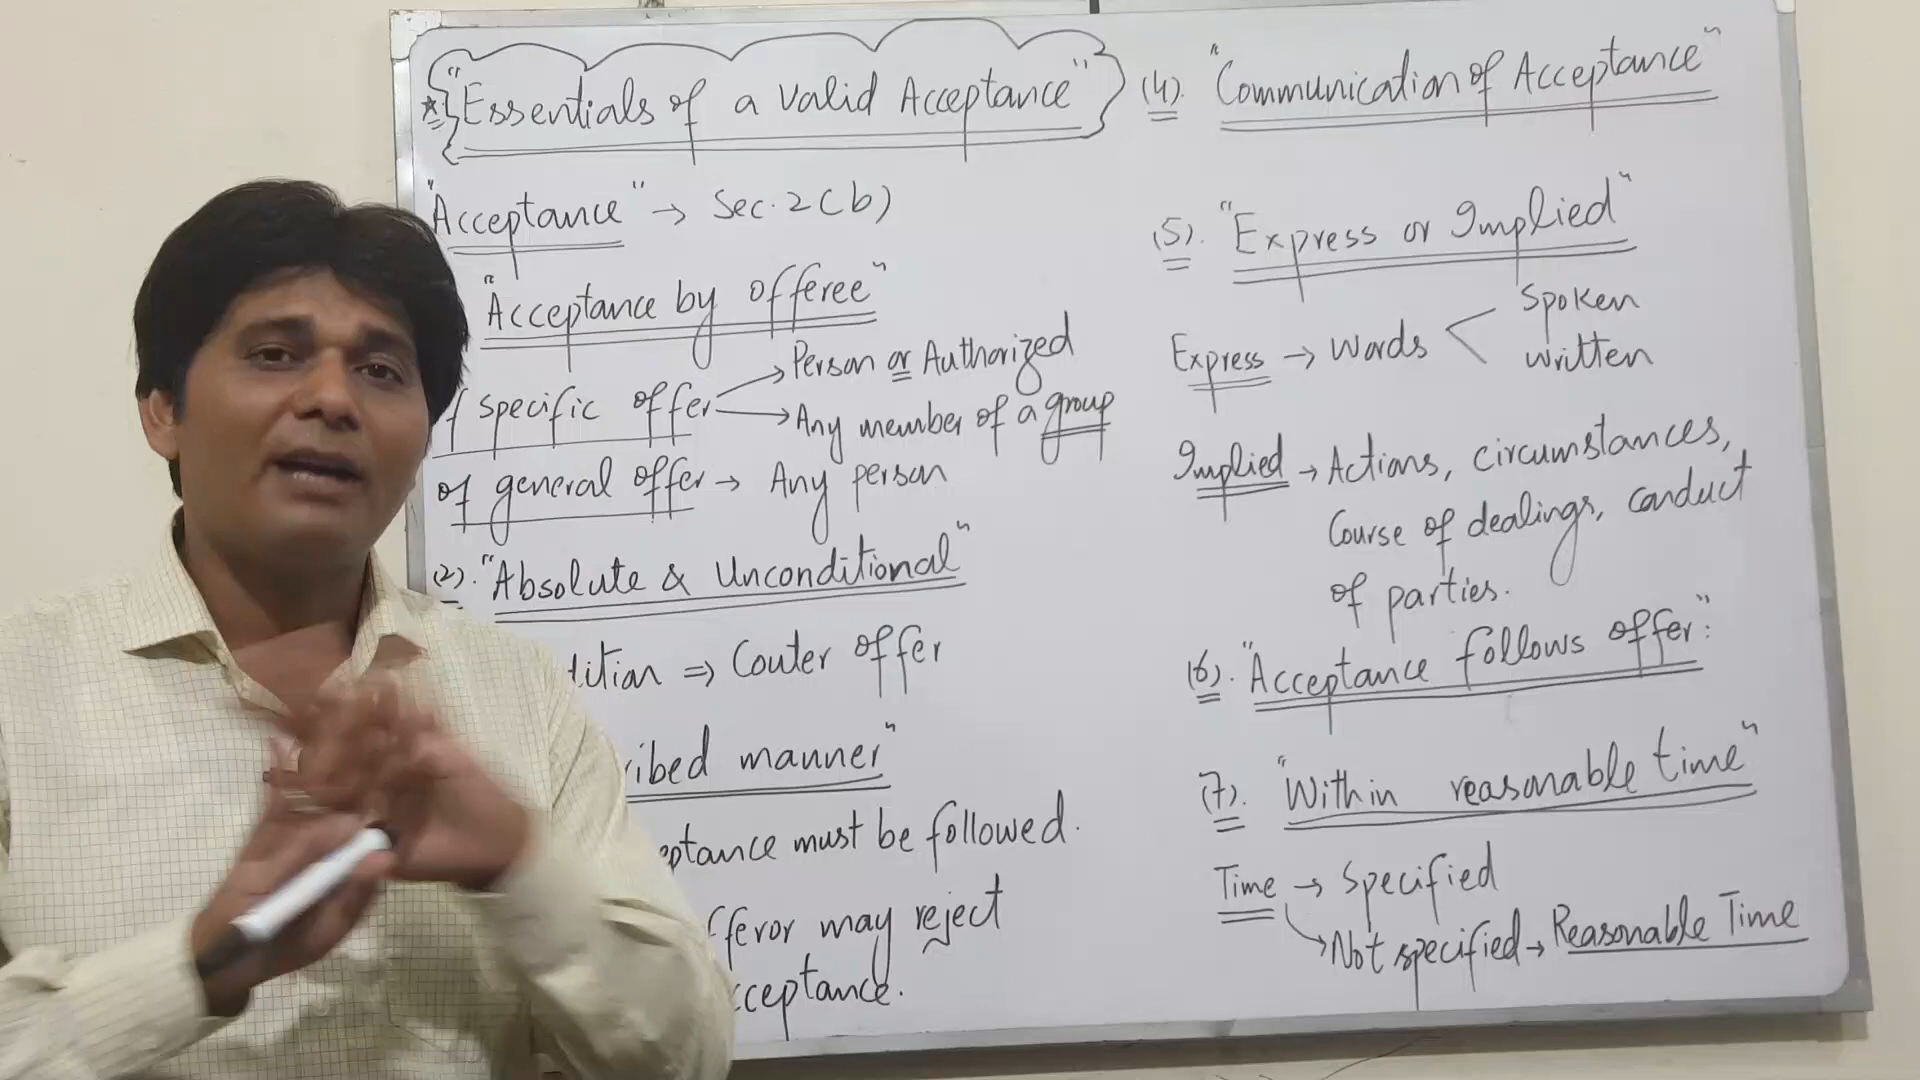 * "Essentials of a Valid Acceptance"
"Acceptance" → Sec. 2(b)
"Acceptance by offeree"
f specific offer → Person or Authorized
→ Any member of a group
of general offer → Any person
(2). "Absolute & Unconditional"
dition ⇒ Couter offer
ribed manner"
eptance must be followed.
fferor may reject
cceptance.
(4). "Communication of Acceptance"
(5). "Express or Implied"
Express → Words < Spoken
written
Implied → Actions, circumstances,
Course of dealings, conduct
of parties.
(6). "Acceptance follows offer:"
(7). "Within reasonable time"
Time → Specified
→ Not specified → Reasonable Time